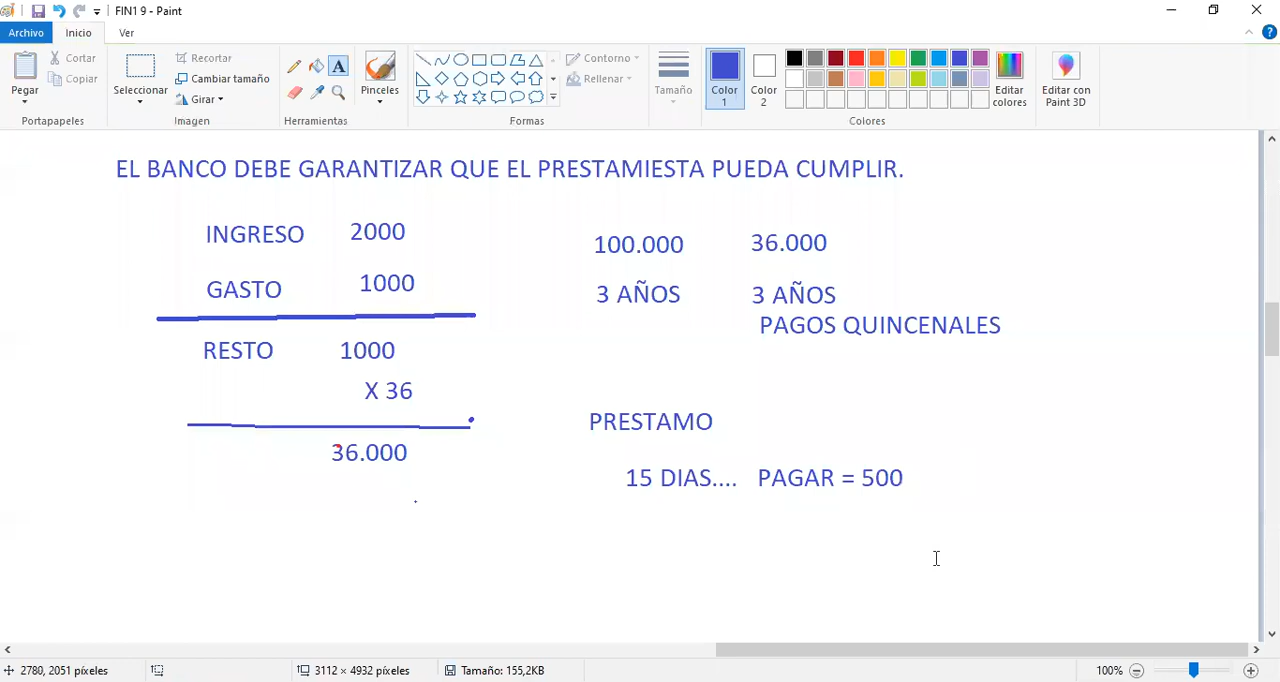 FIN1 9 - Paint
Archivo
Inicio
Ver
Pegar
Cortar
Copiar
Portapapeles
Seleccionar
Recortar
Cambiar tamaño
Girar
Imagen
A
Herramientas
Pinceles
Contorno
Rellenar
Formas
Tamaño
Color 1
Color 2
Editar colores
Colores
Editar con Paint 3D
EL BANCO DEBE GARANTIZAR QUE EL PRESTAMIESTA PUEDA CUMPLIR.
INGRESO 2000
GASTO 1000
RESTO 1000
X 36
36.000
100.000 36.000
3 AÑOS 3 AÑOS
PAGOS QUINCENALES
PRESTAMO
15 DIAS.... PAGAR = 500
2780, 2051 píxeles
3112 × 4932 píxeles
Tamaño: 155,2KB
100%